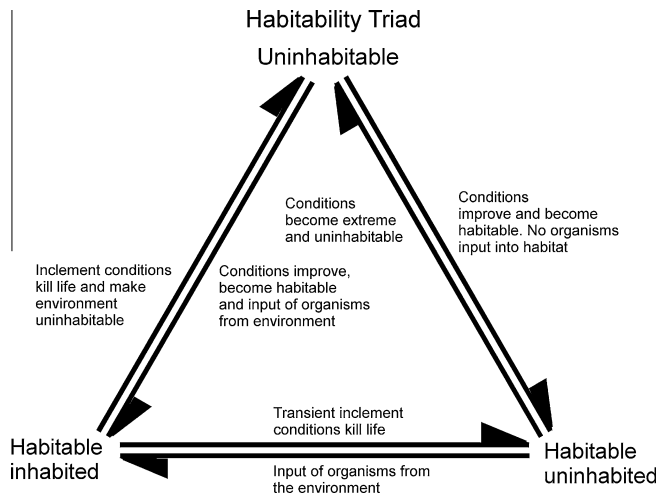 Habitability Triad
Uninhabitable
Conditions
become extreme
and uninhabitable
Conditions
improve and become
habitable. No organisms
input into habitat
Inclement conditions
kill life and make
environment
uninhabitable
Conditions improve,
become habitable
and input of organisms
from environment
Transient inclement
conditions kill life
Habitable
inhabited
Habitable
uninhabited
Input of organisms from
the environment